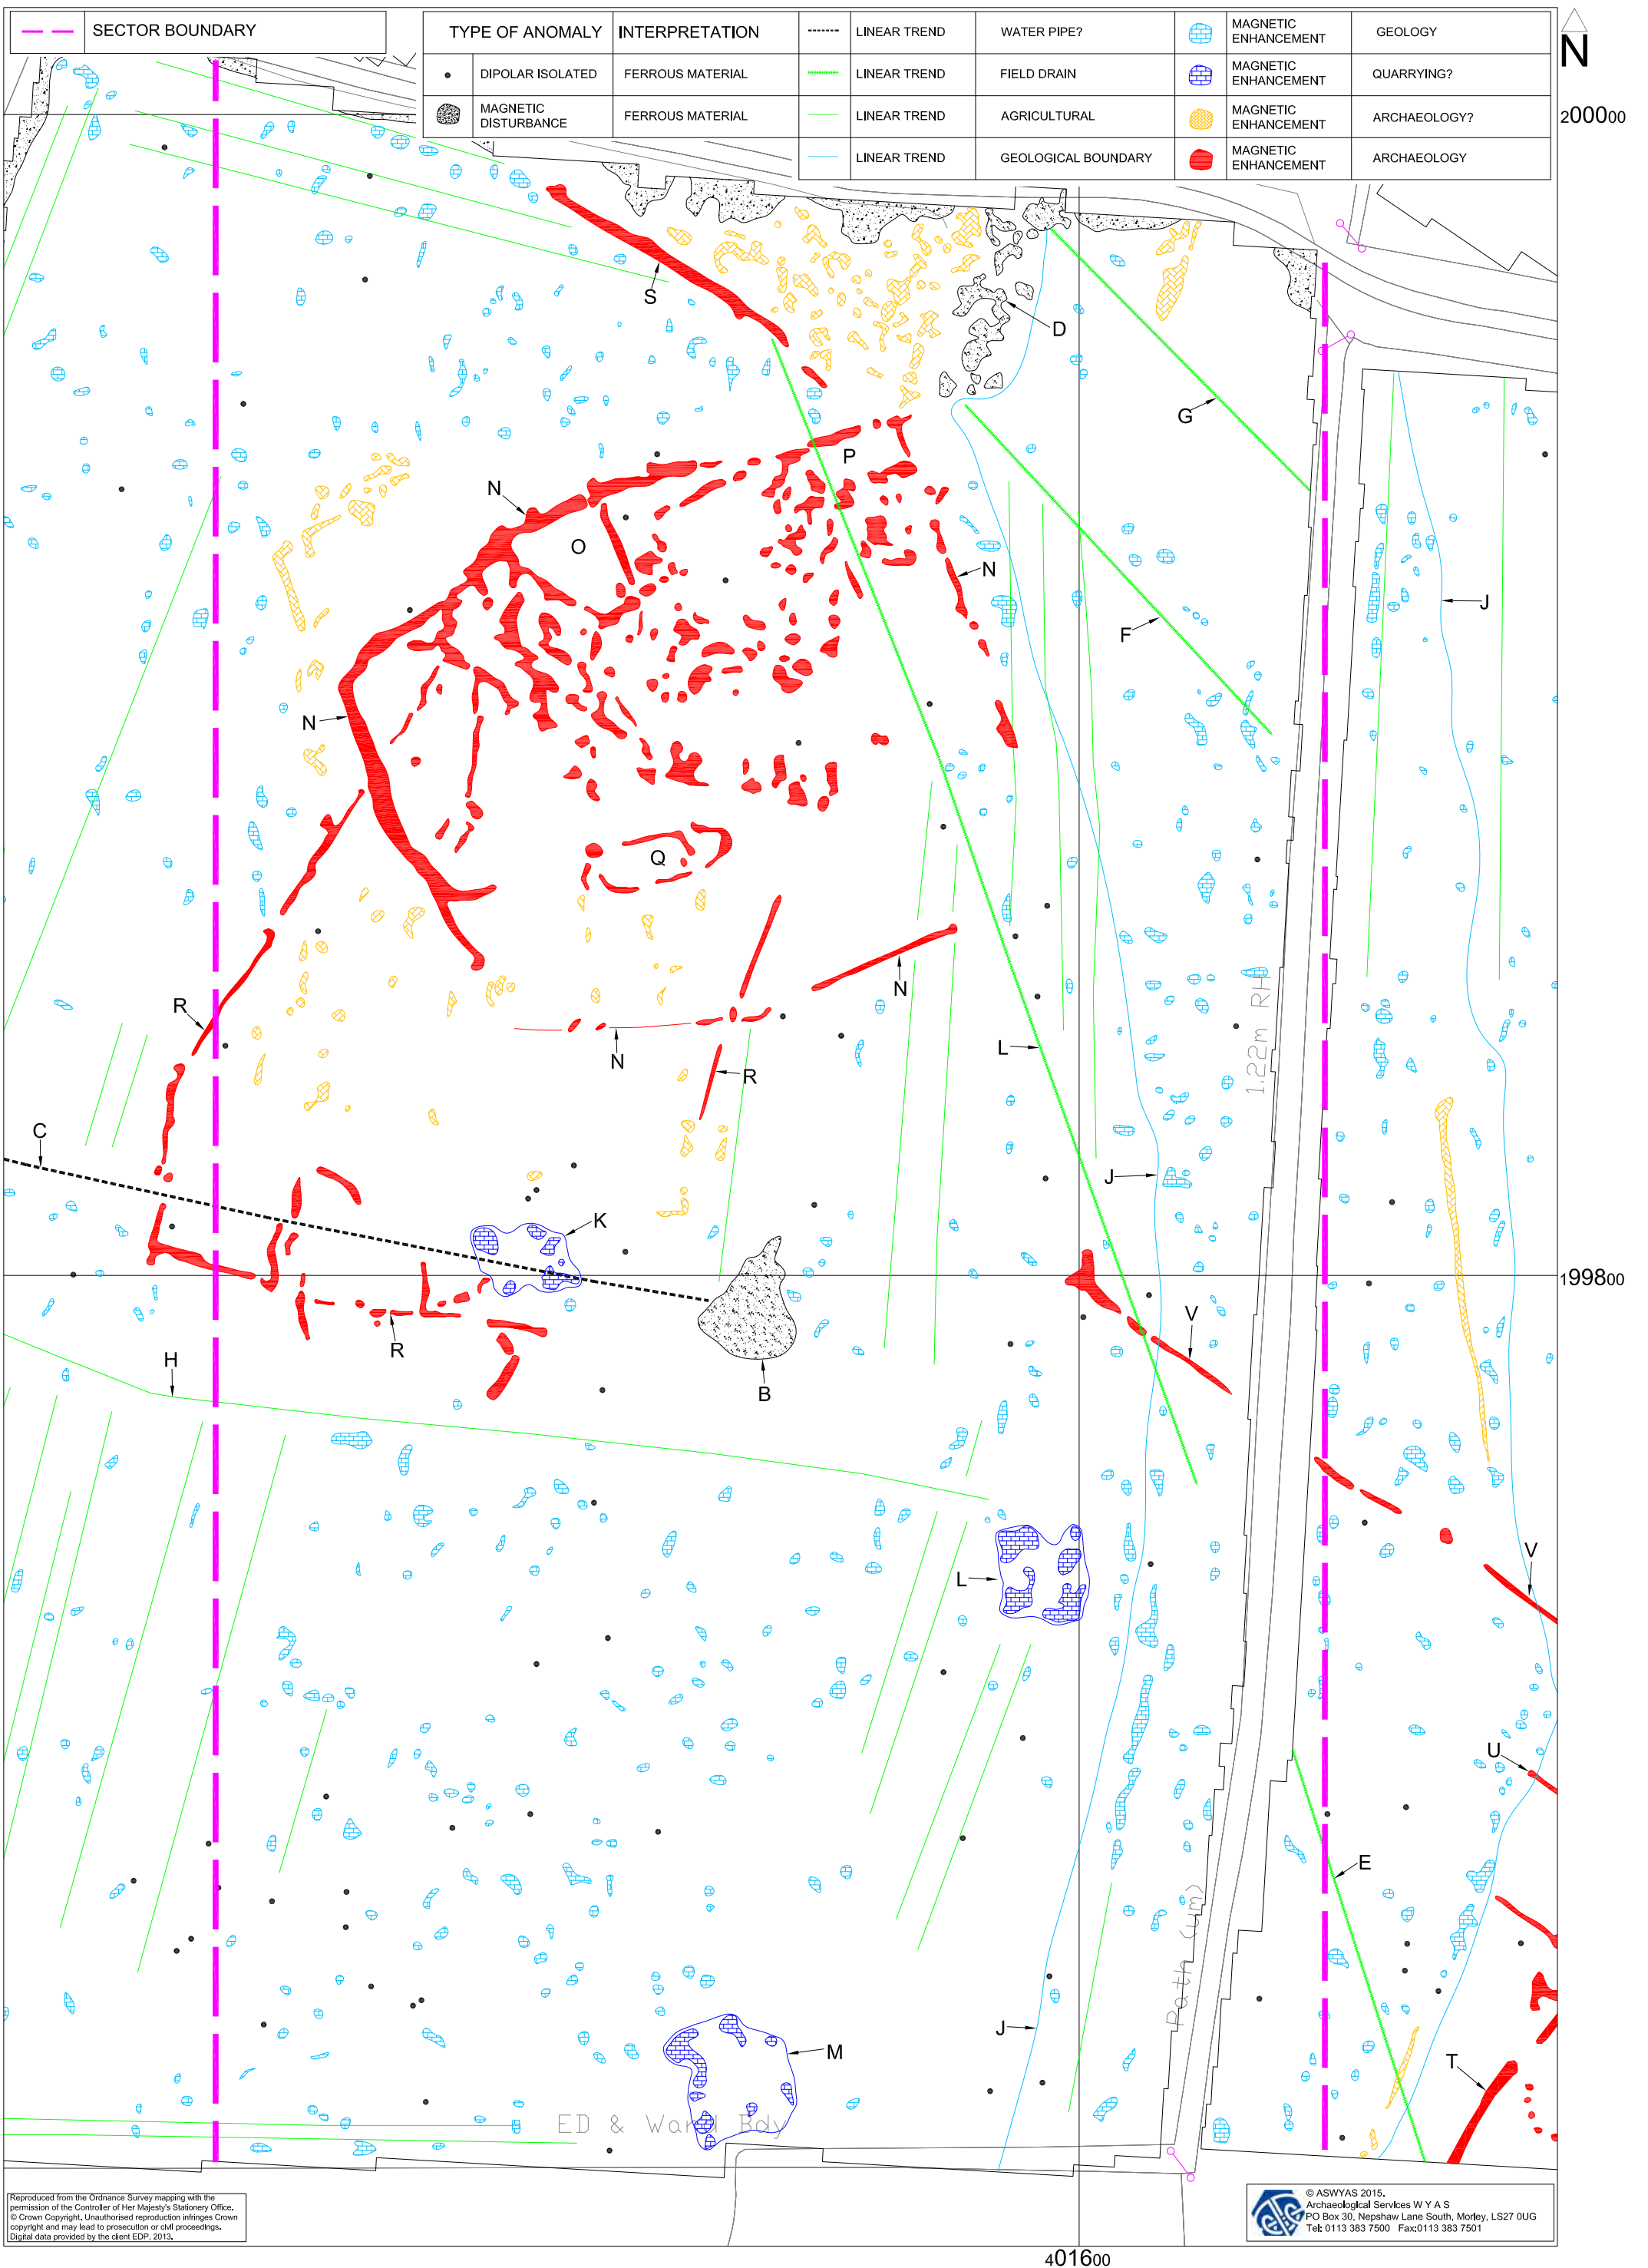 SECTOR BOUNDARY
TYPE OF ANOMALY INTERPRETATION
DIPOLAR ISOLATED FERROUS MATERIAL
MAGNETIC DISTURBANCE FERROUS MATERIAL
LINEAR TREND WATER PIPE?
LINEAR TREND FIELD DRAIN
LINEAR TREND AGRICULTURAL
LINEAR TREND GEOLOGICAL BOUNDARY
MAGNETIC ENHANCEMENT GEOLOGY
MAGNETIC ENHANCEMENT QUARRYING?
MAGNETIC ENHANCEMENT ARCHAEOLOGY?
MAGNETIC ENHANCEMENT ARCHAEOLOGY
N
200000
S
D
G
P
N
O
N
J
F
N
Q
N
R
1.22m RH
L
N
R
C
J
K
199800
V
R
H
B
V
L
U
E
Path (um)
J
M
T
ED & Ward Bdy
Reproduced from the Ordnance Survey mapping with the
permission of the Controller of Her Majesty's Stationery Office.
© Crown Copyright. Unauthorised reproduction infringes Crown
copyright and may lead to prosecution or civil proceedings.
Digital data provided by the client EDP, 2013.
© ASWYAS 2015.
Archaeological Services W Y A S
PO Box 30, Nepshaw Lane South, Morley, LS27 0UG
Tel: 0113 383 7500 Fax:0113 383 7501
401600